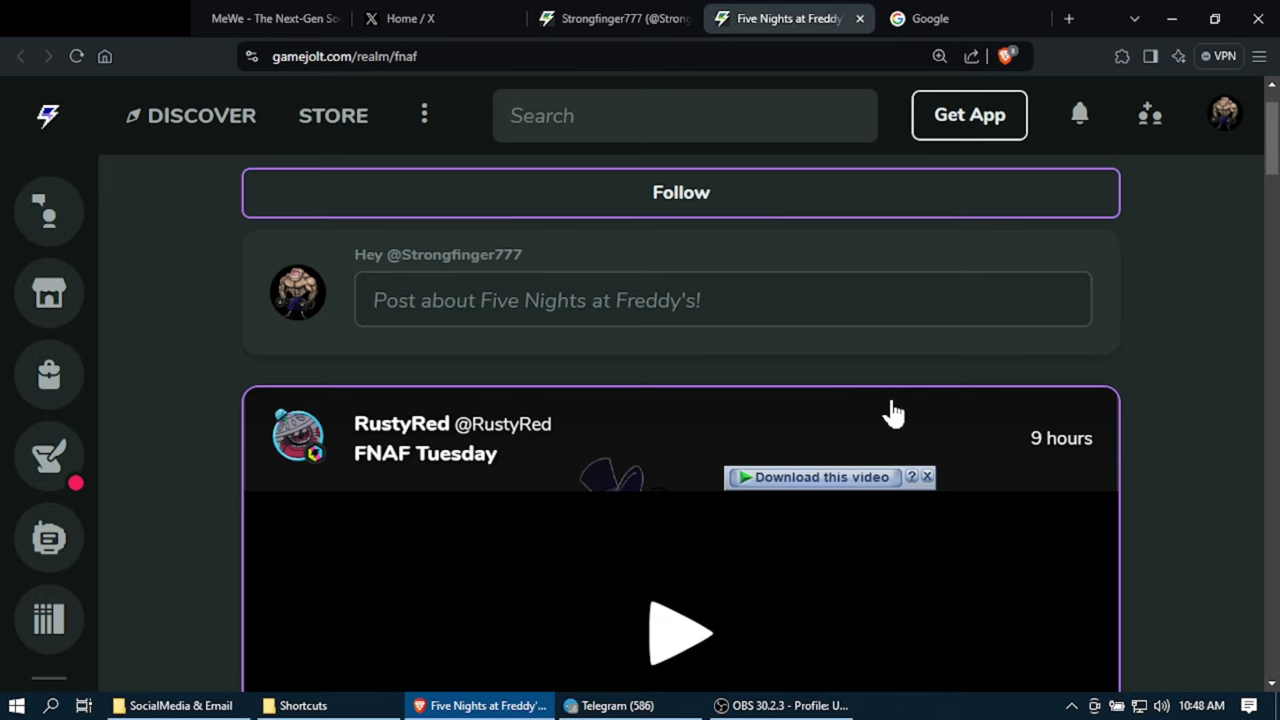 MeWe - The Next-Gen Soc
Home / X
Strongfinger777 (@Strong
Five Nights at Freddy'
Google
gamejolt.com/realm/fnaf
VPN
DISCOVER
STORE
Search
Get App
Follow
Hey @Strongfinger777
Post about Five Nights at Freddy's!
RustyRed @RustyRed
FNAF Tuesday
9 hours
Download this video
SocialMedia & Email
Shortcuts
Five Nights at Freddy'...
Telegram (586)
OBS 30.2.3 - Profile: U...
10:48 AM